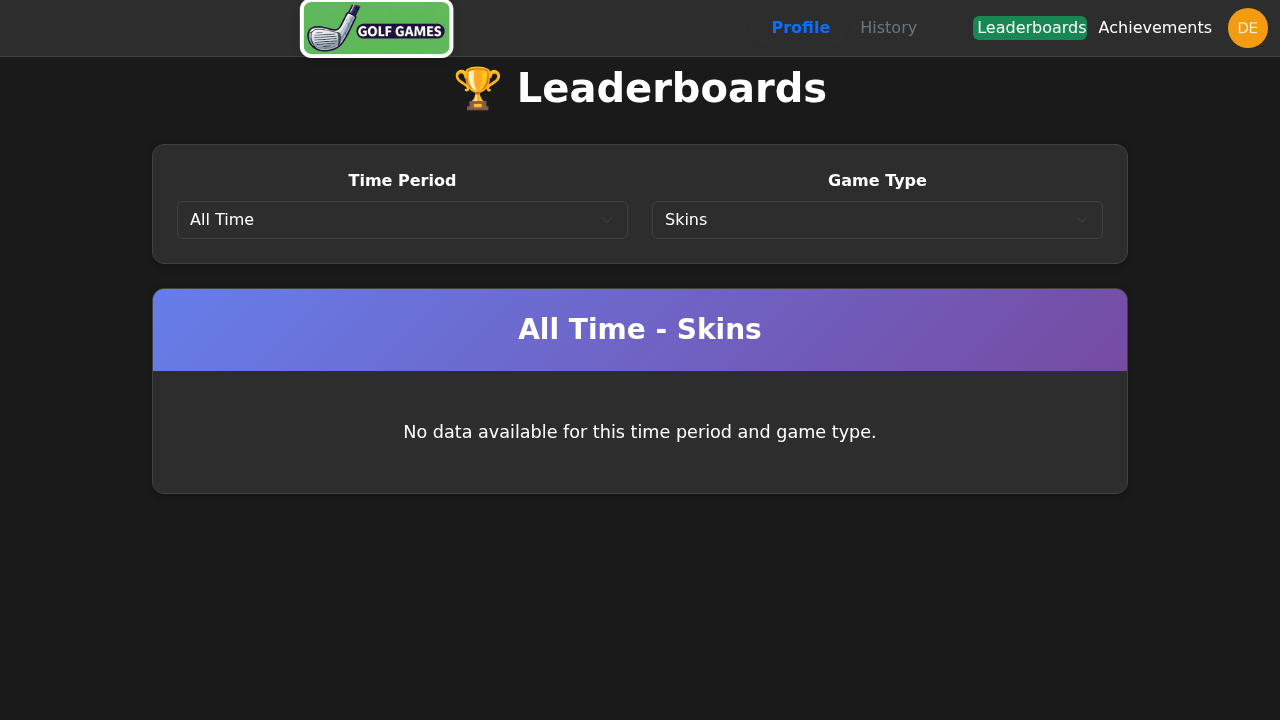 GOLF GAMES
Profile
History
Leaderboards
Achievements
DE
🏆 Leaderboards
Time Period
Game Type
All Time
Skins
All Time - Skins
No data available for this time period and game type.